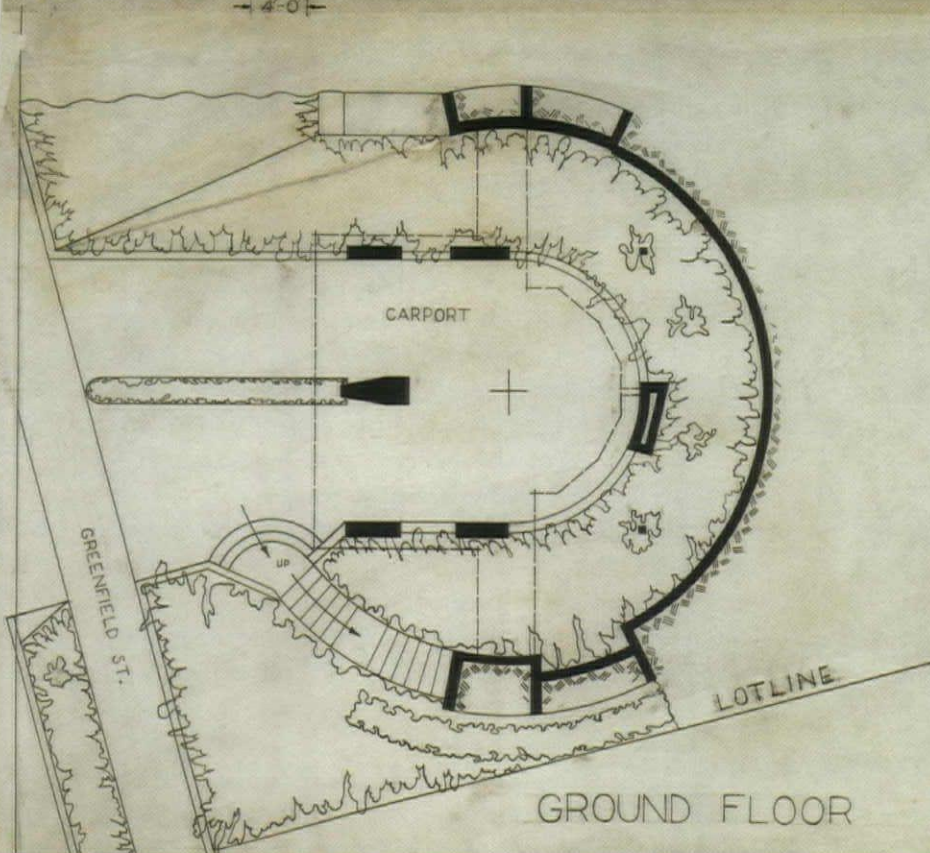 4-0
CARPORT
UP
GREENFIELD ST.
LOTLINE
GROUND FLOOR